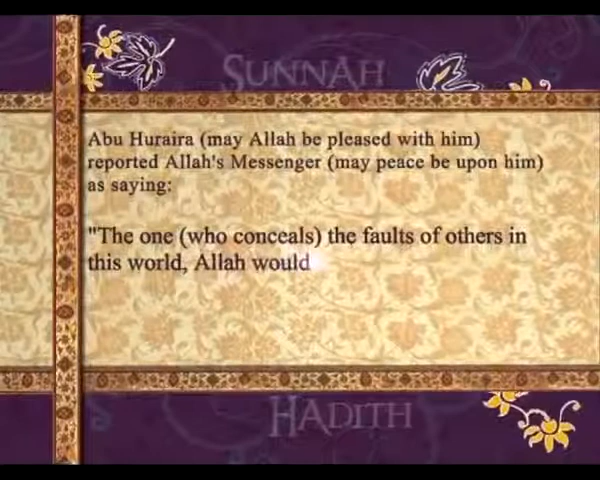 SUNNAH
Abu Huraira (may Allah be pleased with him)
reported Allah's Messenger (may peace be upon him)
as saying:
"The one (who conceals) the faults of others in
this world, Allah would
HADITH